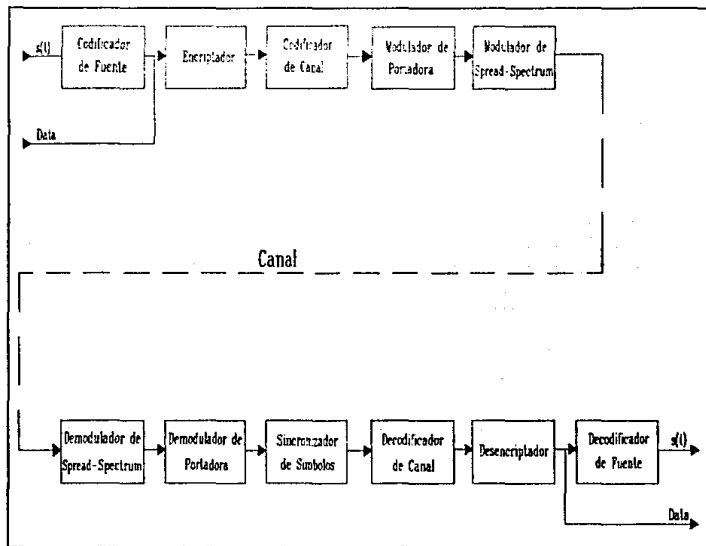 s(t)
Codificador
de Fuente
Encriptador
Codificador
de Canal
Modulador de
Portadora
Modulador de
Spread-Spectrum
Data
Canal
Demodulador de
Spread-Spectrum
Demodulador de
Portadora
Sincronizador
de Simbolos
Decodificador
de Canal
Desencriptador
Decodificador
de Fuente
s(t)
Data